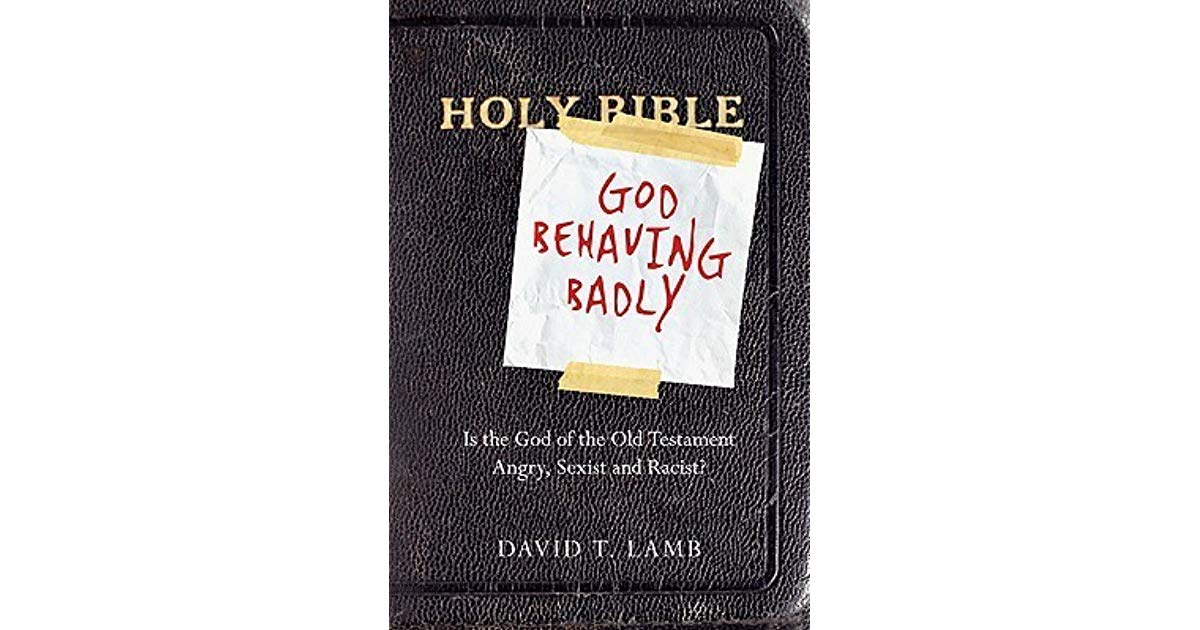 HOLY BIBLE
GOD
BEHAVING
BADLY
Is the God of the Old Testament
Angry, Sexist and Racist?
DAVID T. LAMB